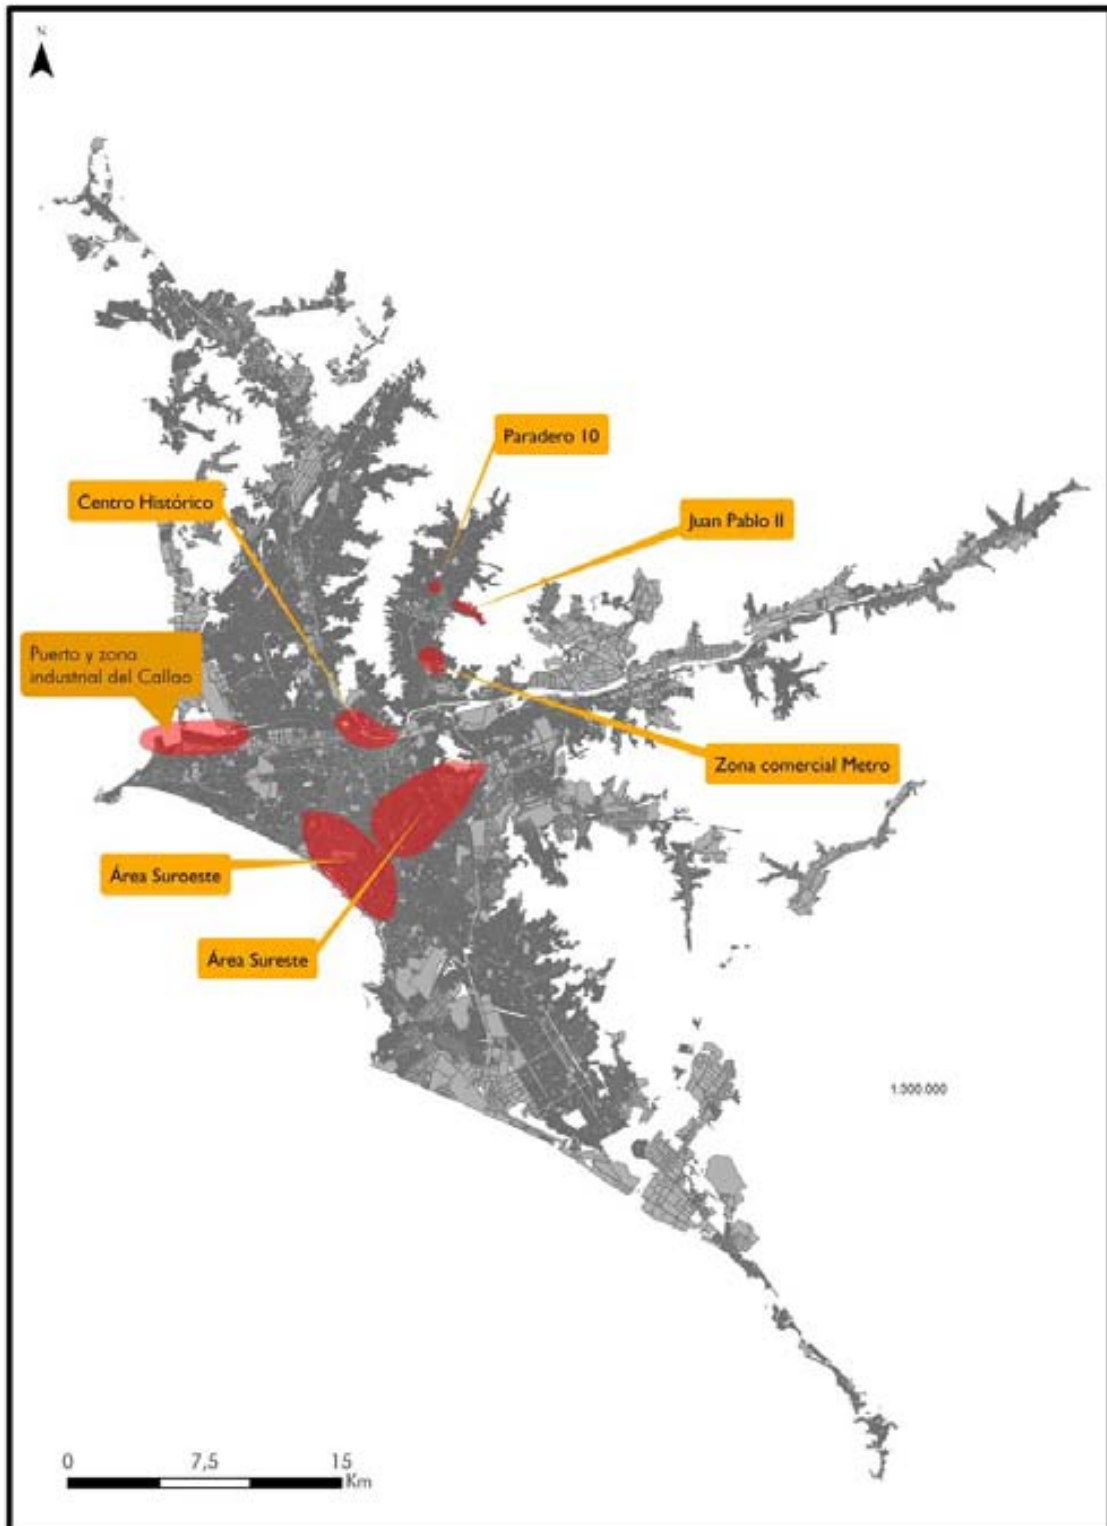 N
Paradero 10
Centro Histórico
Juan Pablo II
Puerto y zona
industrial del Callao
Zona comercial Metro
Área Suroeste
Área Sureste
1:300.000
0 7,5 15
Km